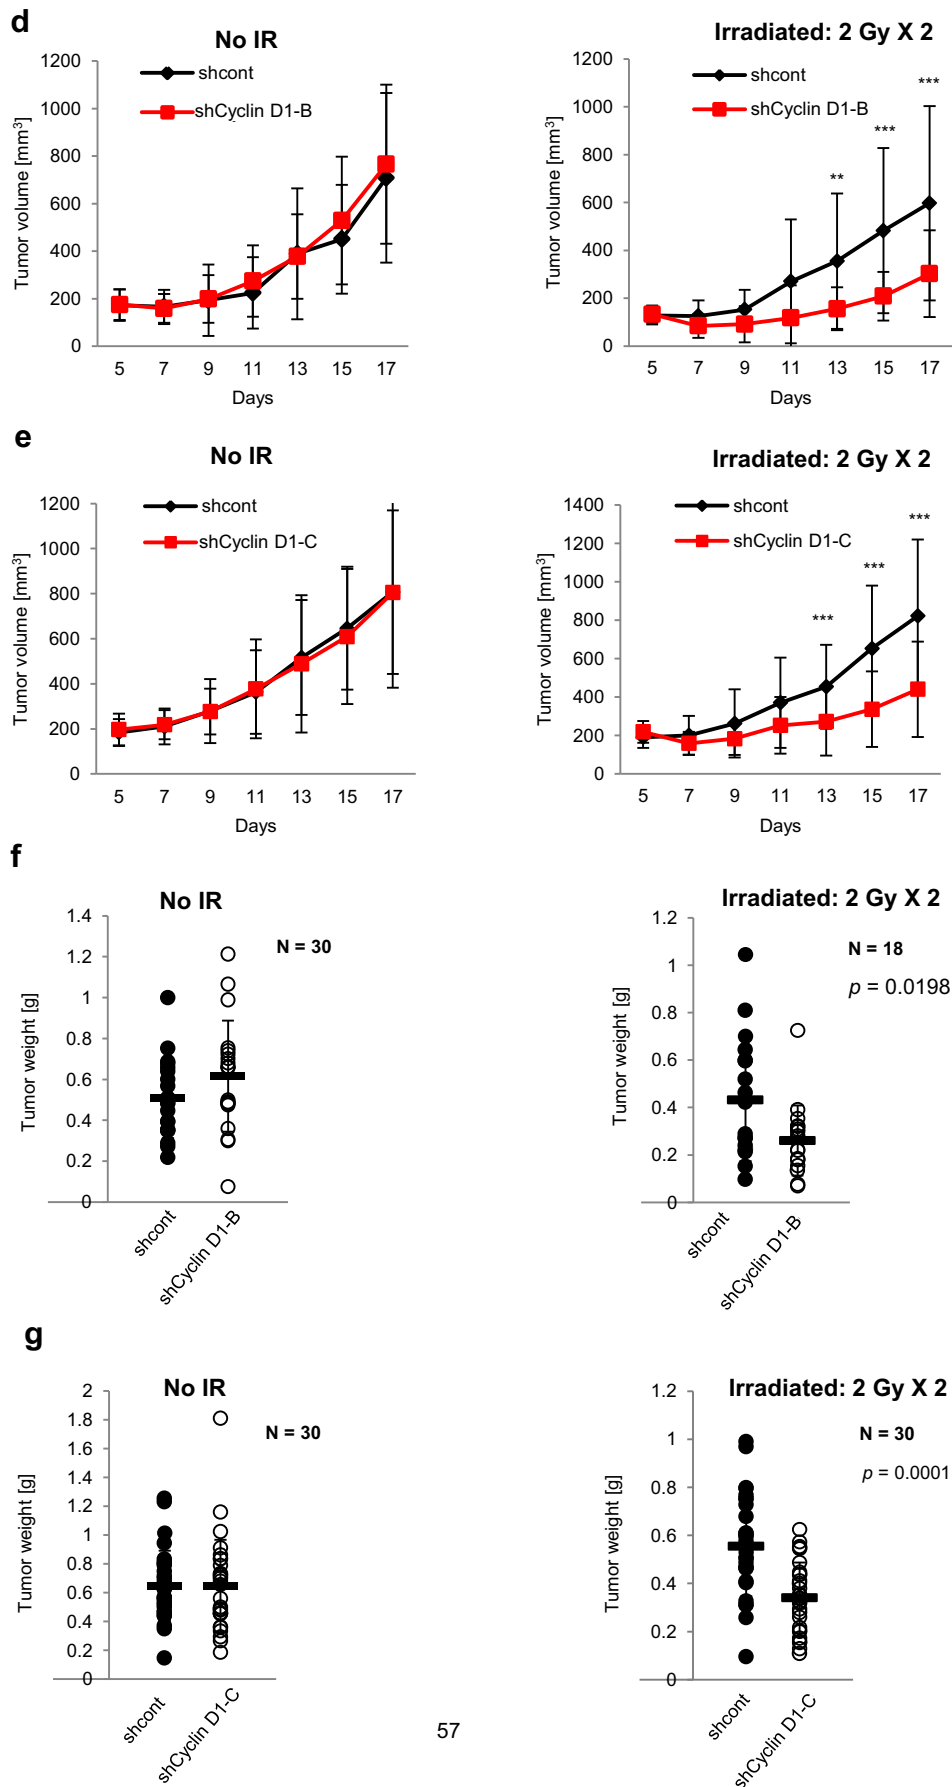 d
No IR
Irradiated: 2 Gy X 2
Tumor volume [mm³]
1200
1000
800
600
400
200
0
shcont
shCyclin D1-B
5 7 9 11 13 15 17
Days
Tumor volume [mm³]
1200
1000
800
600
400
200
0
shcont
shCyclin D1-B
**
***
***
5 7 9 11 13 15 17
Days
e
No IR
Irradiated: 2 Gy X 2
Tumor volume [mm³]
1200
1000
800
600
400
200
0
shcont
shCyclin D1-C
5 7 9 11 13 15 17
Days
Tumor volume [mm³]
1400
1200
1000
800
600
400
200
0
shcont
shCyclin D1-C
***
***
***
5 7 9 11 13 15 17
Days
f
No IR
Irradiated: 2 Gy X 2
Tumor weight [g]
1.4
1.2
1
0.8
0.6
0.4
0.2
0
N = 30
shcont
shCyclin D1-B
Tumor weight [g]
1.2
1
0.8
0.6
0.4
0.2
0
N = 18
p = 0.0198
shcont
shCyclin D1-B
g
No IR
Irradiated: 2 Gy X 2
Tumor weight [g]
2
1.8
1.6
1.4
1.2
1
0.8
0.6
0.4
0.2
0
N = 30
shcont
shCyclin D1-C
Tumor weight [g]
1.2
1
0.8
0.6
0.4
0.2
0
N = 30
p = 0.0001
shcont
shCyclin D1-C
57